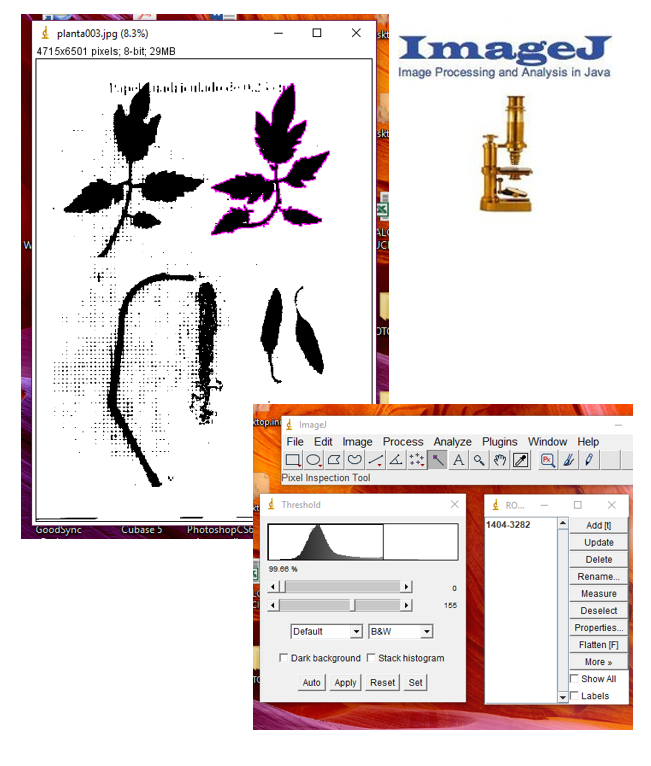 planta003.jpg (8.3%)
4715x6501 pixels; 8-bit; 29MB
ImageJ
Image Processing and Analysis in Java
GoodSync
Cubase 5
PhotoshopCS6
ImageJ
File Edit Image Process Analyze Plugins Window Help
Pixel Inspection Tool
Threshold
99.66 %
0
155
Default
B&W
Dark background
Stack histogram
Auto
Apply
Reset
Set
RO...
1404-3282
Add [t]
Update
Delete
Rename...
Measure
Deselect
Properties...
Flatten [F]
More »
Show All
Labels